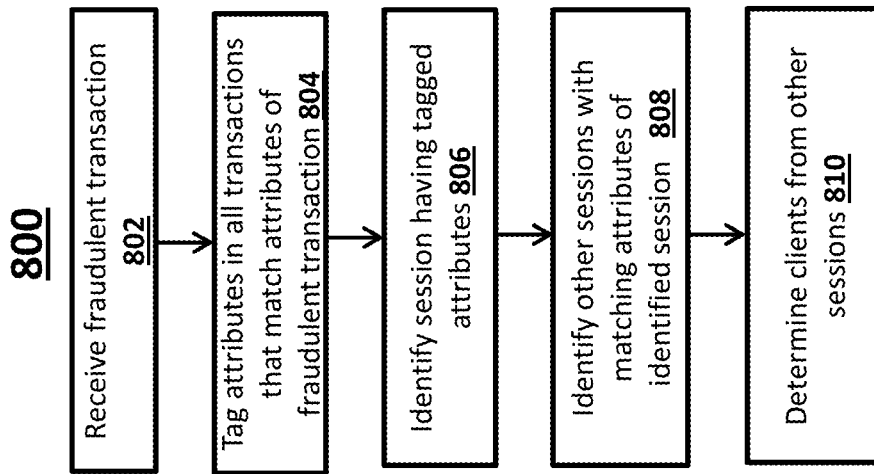 800
Receive fraudulent transaction
802
Tag attributes in all transactions
that match attributes of
fraudulent transaction 804
Identify session having tagged
attributes 806
Identify other sessions with
matching attributes of
identified session 808
Determine clients from other
sessions 810